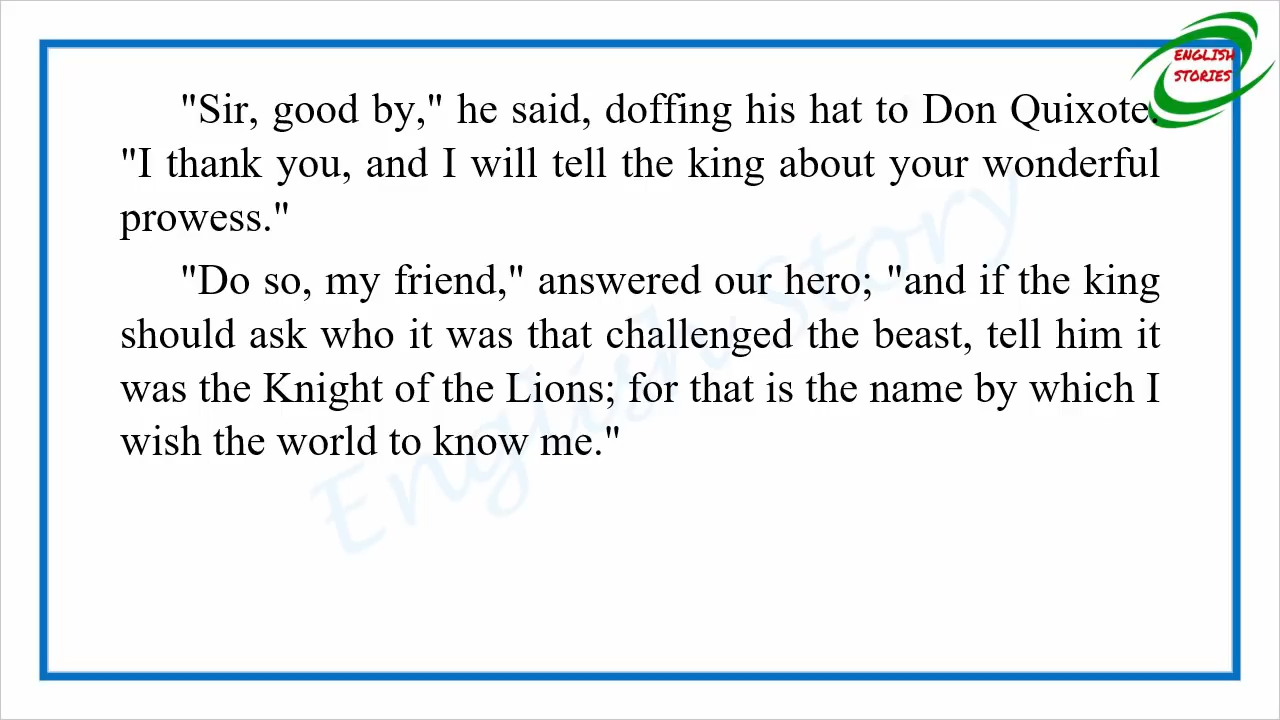 ENGLISH
STORIES
"Sir, good by," he said, doffing his hat to Don Quixote.
"I thank you, and I will tell the king about your wonderful
prowess."
"Do so, my friend," answered our hero; "and if the king
should ask who it was that challenged the beast, tell him it
was the Knight of the Lions; for that is the name by which I
wish the world to know me."
English Story